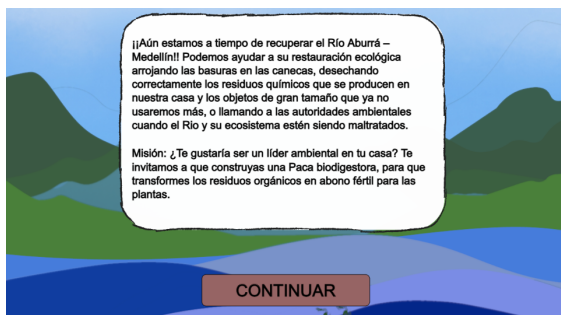 ¡¡Aún estamos a tiempo de recuperar el Río Aburrá –
Medellín!! Podemos ayudar a su restauración ecológica
arrojando las basuras en las canecas, desechando
correctamente los residuos químicos que se producen en
nuestra casa y los objetos de gran tamaño que ya no
usaremos más, o llamando a las autoridades ambientales
cuando el Rio y su ecosistema estén siendo maltratados.
Misión: ¿Te gustaría ser un líder ambiental en tu casa? Te
invitamos a que construyas una Paca biodigestora, para que
transformes los residuos orgánicos en abono fértil para las
plantas.
CONTINUAR